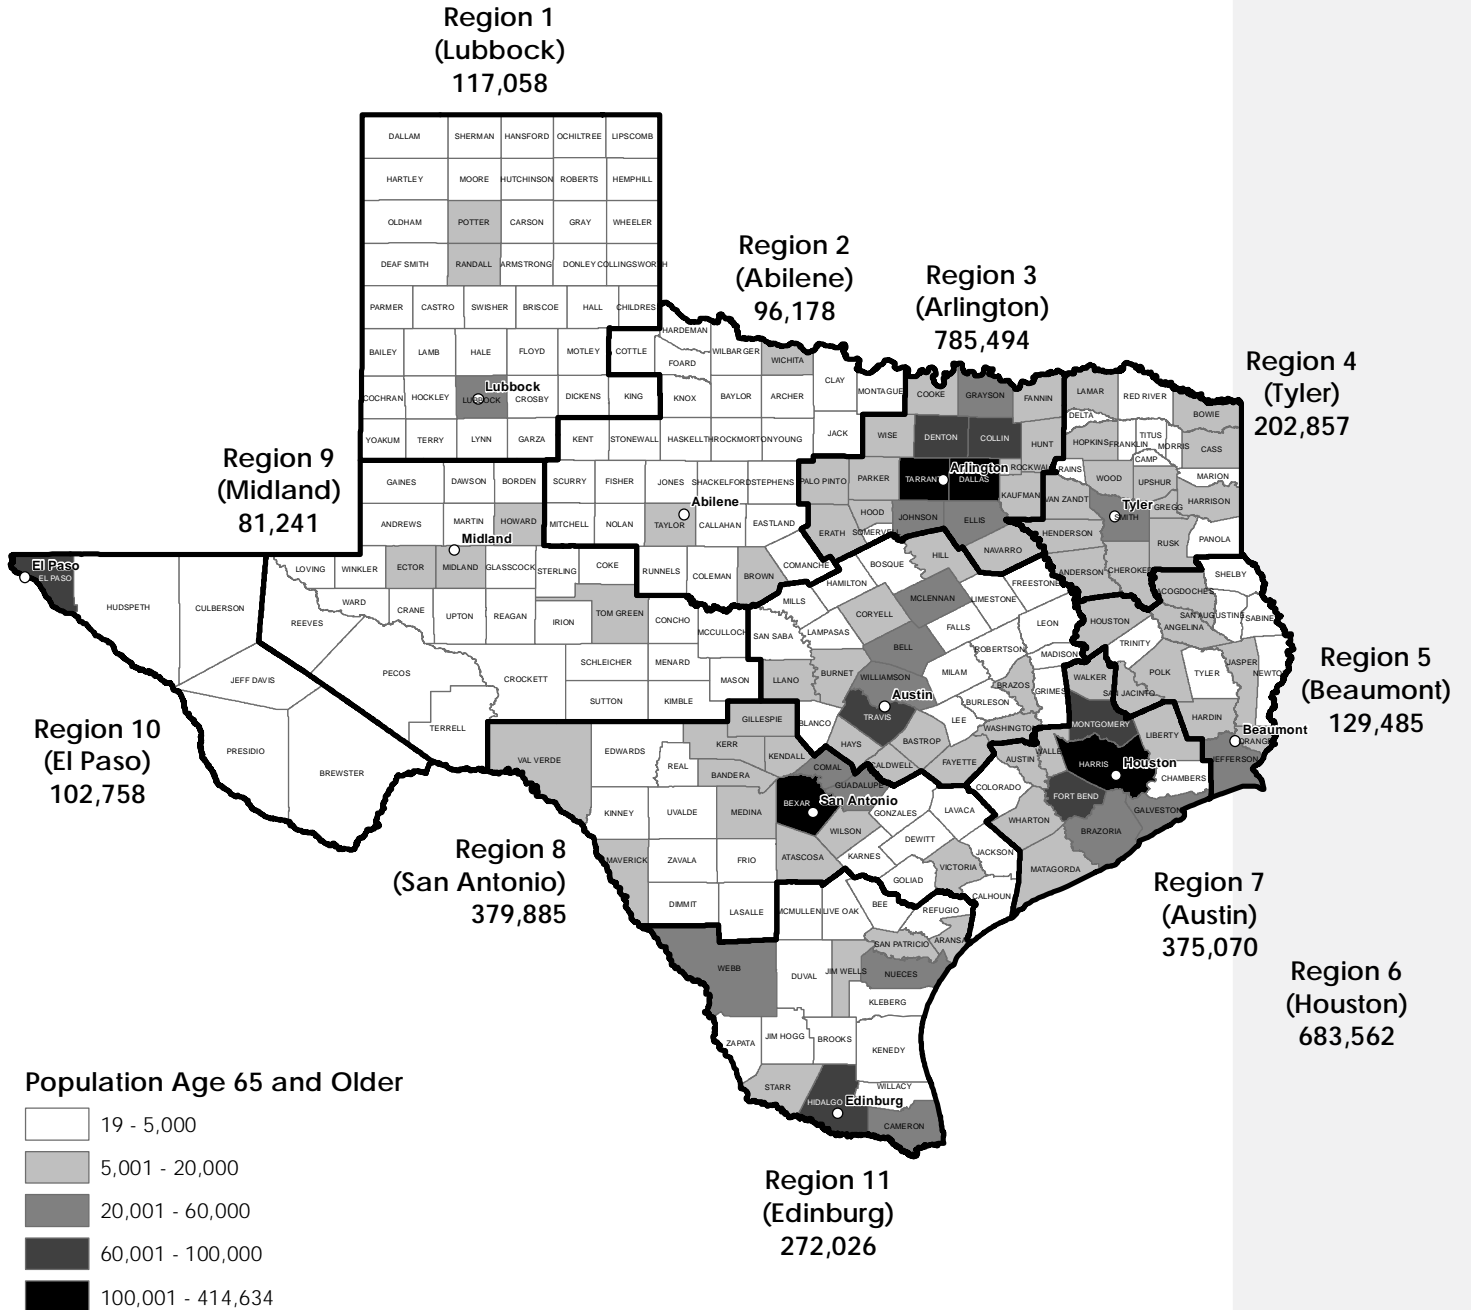 Region 1
(Lubbock)
117,058
Region 2
(Abilene)
96,178
Region 3
(Arlington)
785,494
Region 4
(Tyler)
202,857
Region 9
(Midland)
81,241
Region 5
(Beaumont)
129,485
Region 10
(El Paso)
102,758
Region 8
(San Antonio)
379,885
Region 7
(Austin)
375,070
Region 6
(Houston)
683,562
Region 11
(Edinburg)
272,026
DALLAM SHERMAN HANSFORD OCHILTREE LIPSCOMB
HARTLEY MOORE HUTCHINSON ROBERTS HEMPHILL
OLDHAM POTTER CARSON GRAY WHEELER
DEAF SMITH RANDALL ARMSTRONG DONLEY COLLINGSWORTH
PARMER CASTRO SWISHER BRISCOE HALL CHILDRES
HARDEMAN
BAILEY LAMB HALE FLOYD MOTLEY COTTLE FOARD WILBARGER WICHITA
CLAY MONTAGUE COOKE GRAYSON FANNIN LAMAR RED RIVER BOWIE
Lubbock
COCHRAN HOCKLEY LUBBOCK CROSBY DICKENS KING KNOX BAYLOR ARCHER
DELTA
YOAKUM TERRY LYNN GARZA KENT STONEWALL HASKELL THROCKMORTON YOUNG JACK WISE DENTON COLLIN HUNT HOPKINS FRANKLIN TITUS MORRIS CASS
CAMP
GAINES DAWSON BORDEN SCURRY FISHER JONES SHACKELFORD STEPHENS PALO PINTO PARKER TARRANT Arlington DALLAS ROCKWALL RAINS WOOD UPSHUR MARION
KAUFMAN VAN ZANDT Tyler SMITH GREGG HARRISON
ANDREWS MARTIN HOWARD MITCHELL NOLAN Abilene TAYLOR CALLAHAN EASTLAND ERATH HOOD SOMERVELL JOHNSON ELLIS HENDERSON RUSK PANOLA
Midland
El Paso
EL PASO HUDSPETH CULBERSON
LOVING WINKLER ECTOR MIDLAND GLASSCOCK STERLING COKE RUNNELS COLEMAN BROWN COMANCHE BOSQUE HILL NAVARRO ANDERSON CHEROKEE SHELBY
HAMILTON FREESTONE
REEVES WARD CRANE UPTON REAGAN IRION TOM GREEN CONCHO MCCULLOCH MILLS CORYELL MCLENNAN LIMESTONE NACOGDOCHES
SAN SABA LAMPASAS BELL FALLS LEON HOUSTON ANGELINA SAN AUGUSTINE SABINE
ROBERTSON MADISON TRINITY
JEFF DAVIS PECOS CROCKETT SCHLEICHER MENARD MASON LLANO BURNET WILLIAMSON MILAM BRAZOS GRIMES WALKER SAN JACINTO POLK TYLER JASPER NEWTON
SUTTON KIMBLE Austin BURLESON
TERRELL GILLESPIE BLANCO TRAVIS LEE WASHINGTON MONTGOMERY LIBERTY HARDIN
PRESIDIO BREWSTER VAL VERDE EDWARDS KERR KENDALL HAYS BASTROP Beaumont ORANGE
REAL BANDERA COMAL CALDWELL FAYETTE AUSTIN WALLE HARRIS Houston CHAMBERS JEFFERSON
KINNEY UVALDE MEDINA BEXAR San Antonio GUADALUPE GONZALES LAVACA COLORADO FORT BEND GALVESTON
WILSON DEWITT WHARTON BRAZORIA
MAVERICK ZAVALA FRIO ATASCOSA KARNES JACKSON MATAGORDA
GOLIAD VICTORIA
DIMMIT LASALLE MCMULLEN LIVE OAK BEE REFUGIO CALHOUN
SAN PATRICIO ARANSA
WEBB DUVAL JIM WELLS NUECES
KLEBERG
ZAPATA JIM HOGG BROOKS KENEDY
STARR HIDALGO Edinburg WILLACY
CAMERON
Population Age 65 and Older
19 - 5,000
5,001 - 20,000
20,001 - 60,000
60,001 - 100,000
100,001 - 414,634